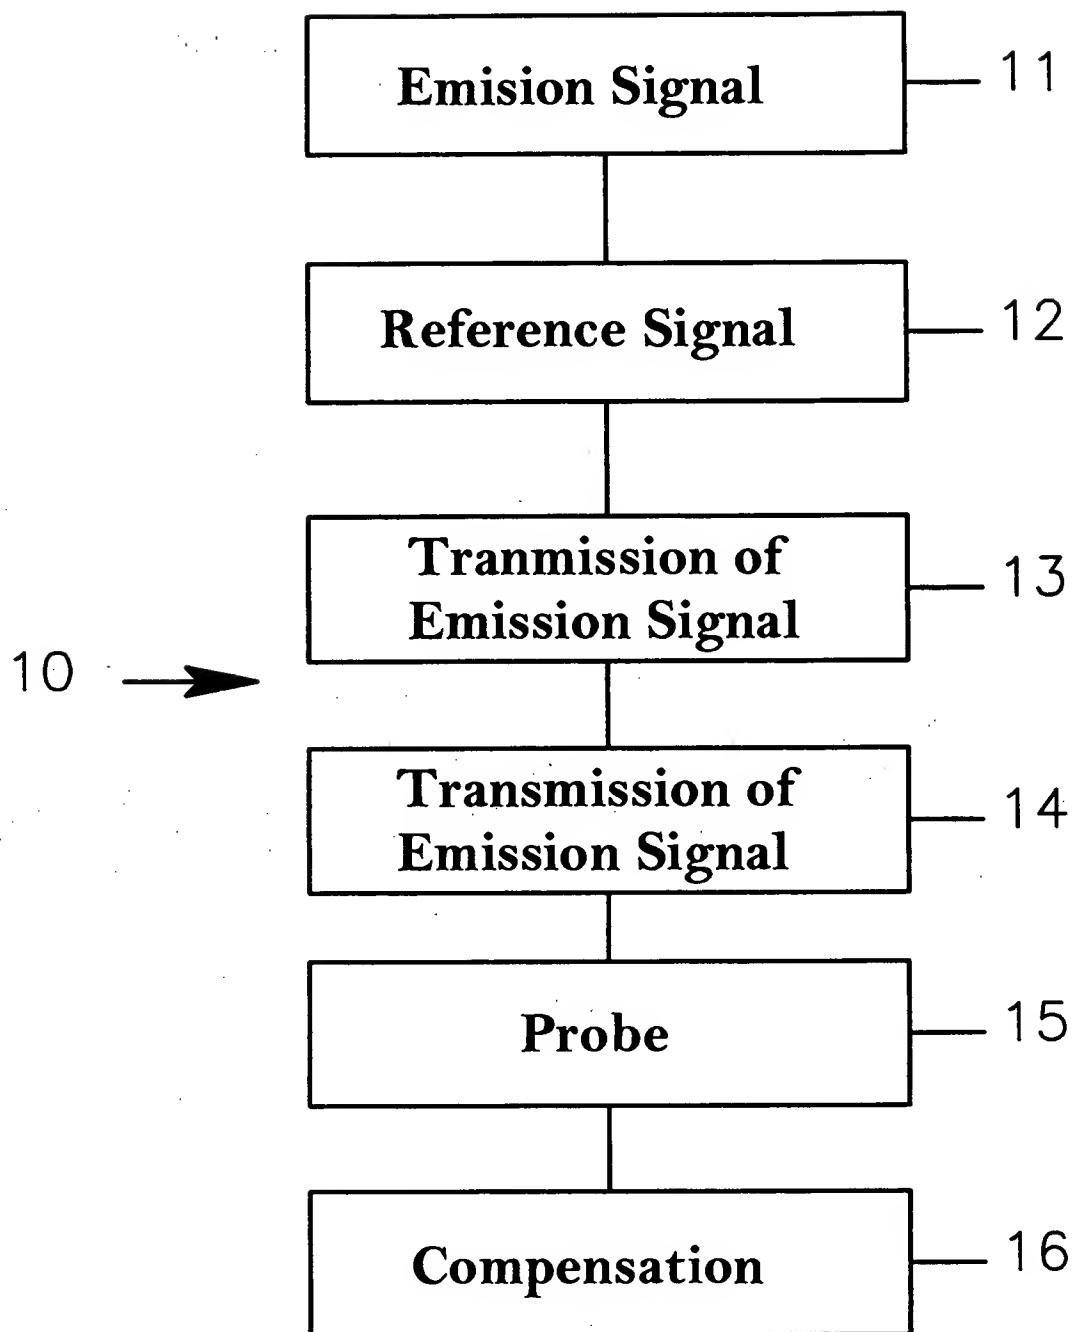 Emision Signal
11
Reference Signal
12
Tranmission of
Emission Signal
13
10
Transmission of
Emission Signal
14
Probe
15
Compensation
16